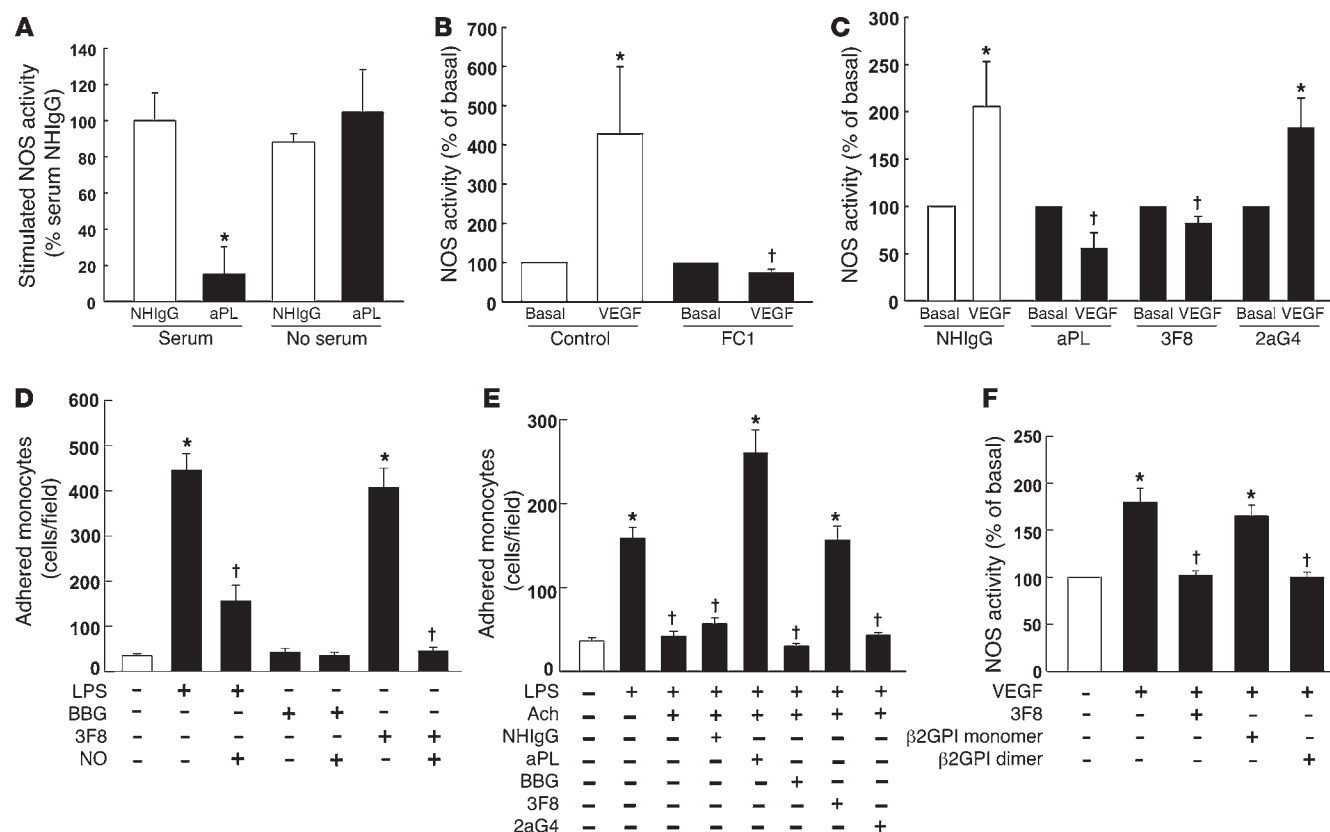 A
Stimulated NOS activity
(% serum NHIgG)
140
120
100
80
60
40
20
0
NHIgG aPL NHIgG aPL
Serum No serum
B
NOS activity (% of basal)
700
600
500
400
300
200
100
0
*
†
Basal VEGF Basal VEGF
Control FC1
C
NOS activity (% of basal)
300
250
200
150
100
50
0
*
†
†
*
Basal VEGF Basal VEGF Basal VEGF Basal VEGF
NHIgG aPL 3F8 2aG4
D
Adhered monocytes
(cells/field)
600
500
400
300
200
100
0
*
†
*
†
LPS – + + – – – –
BBG – – – + + – –
3F8 – – – – – + +
NO – – + – + – +
E
Adhered monocytes
(cells/field)
300
200
100
0
*
†
†
*
†
*
†
LPS – + + + + + + +
Ach – – + + + + + +
NHIgG – – – + – – – –
aPL – – – – + – – –
BBG – – – – – + – –
3F8 – – – – – – + –
2aG4 – – – – – – – +
F
NOS activity (% of basal)
250
200
150
100
50
0
*
†
*
†
VEGF – + + + +
3F8 – – + – –
β2GPI monomer – – – + –
β2GPI dimer – – – – +